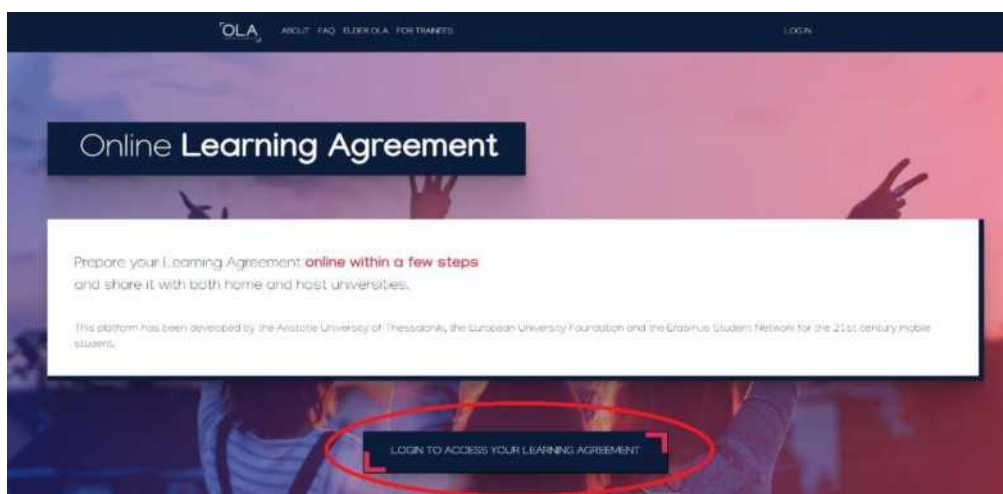 OLA
ABOUT FAQ ELDER OLA FOR TRAINEES
LOGIN
Online Learning Agreement
Prepare your Learning Agreement online within a few steps
and share it with both home and host universities.
This platform has been developed by the Aristotle University of Thessaloniki, the European University Foundation and the Erasmus Student Network for the 21st century mobile
student.
LOGIN TO ACCESS YOUR LEARNING AGREEMENT